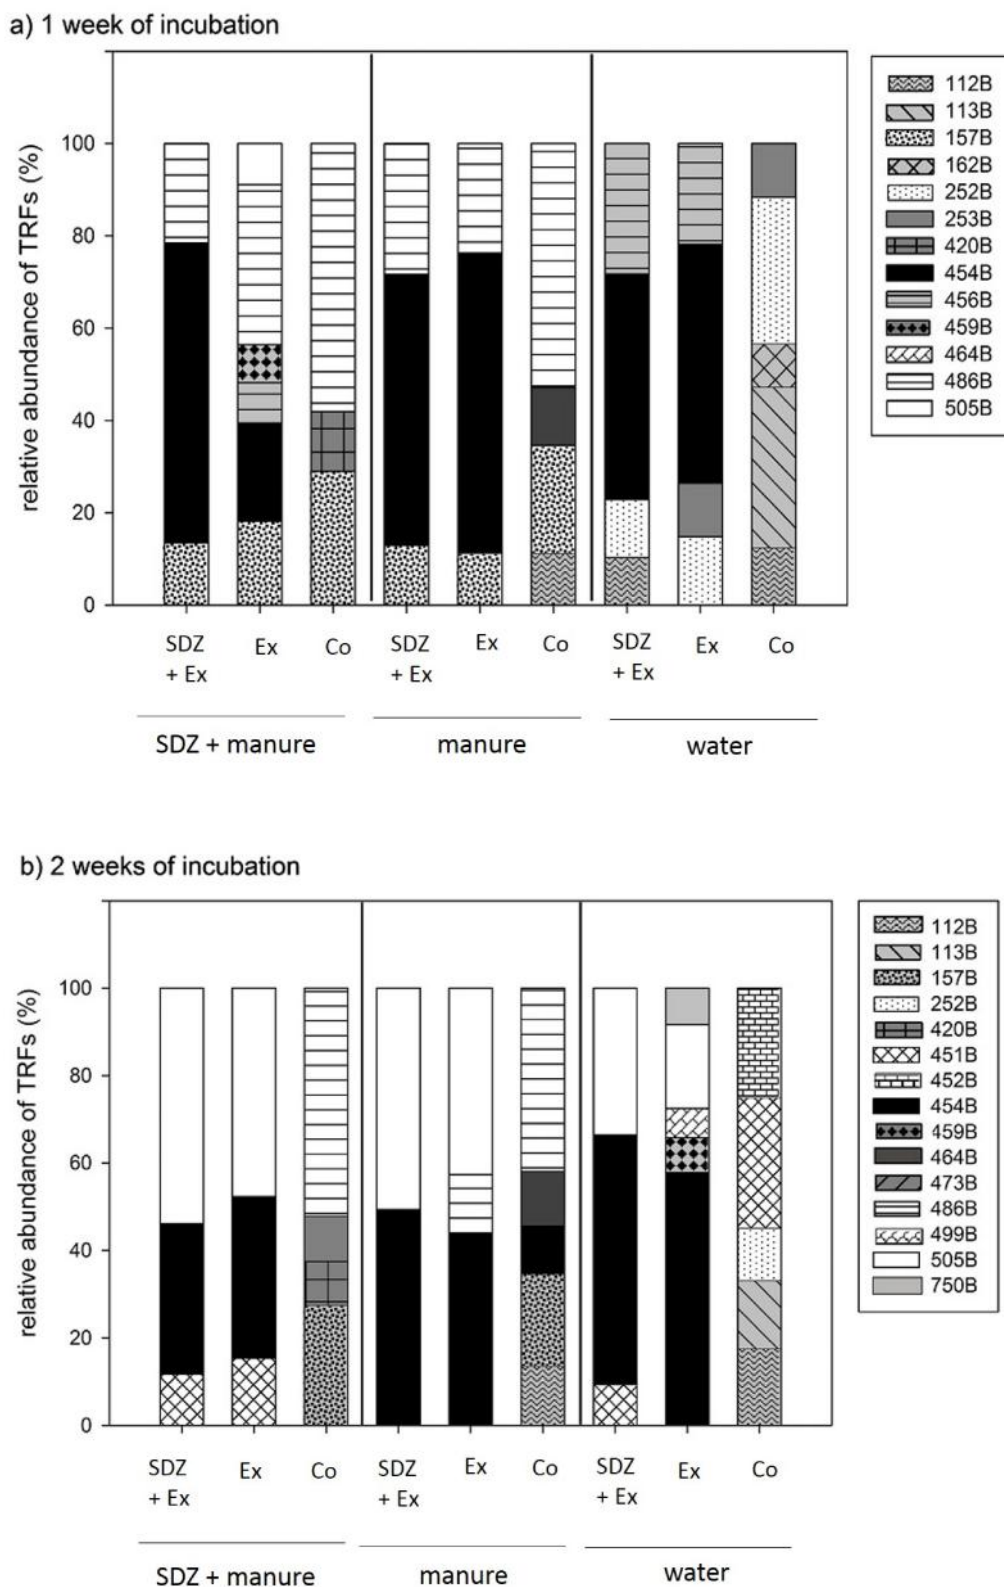 a) 1 week of incubation
relative abundance of TRFs (%)
100
80
60
40
20
0
SDZ + Ex
Ex
Co
SDZ + Ex
Ex
Co
SDZ + Ex
Ex
Co
SDZ + manure
manure
water
112B
113B
157B
162B
252B
253B
420B
454B
456B
459B
464B
486B
505B
b) 2 weeks of incubation
relative abundance of TRFs (%)
100
80
60
40
20
0
SDZ + Ex
Ex
Co
SDZ + Ex
Ex
Co
SDZ + Ex
Ex
Co
SDZ + manure
manure
water
112B
113B
157B
252B
420B
451B
452B
454B
459B
464B
473B
486B
499B
505B
750B